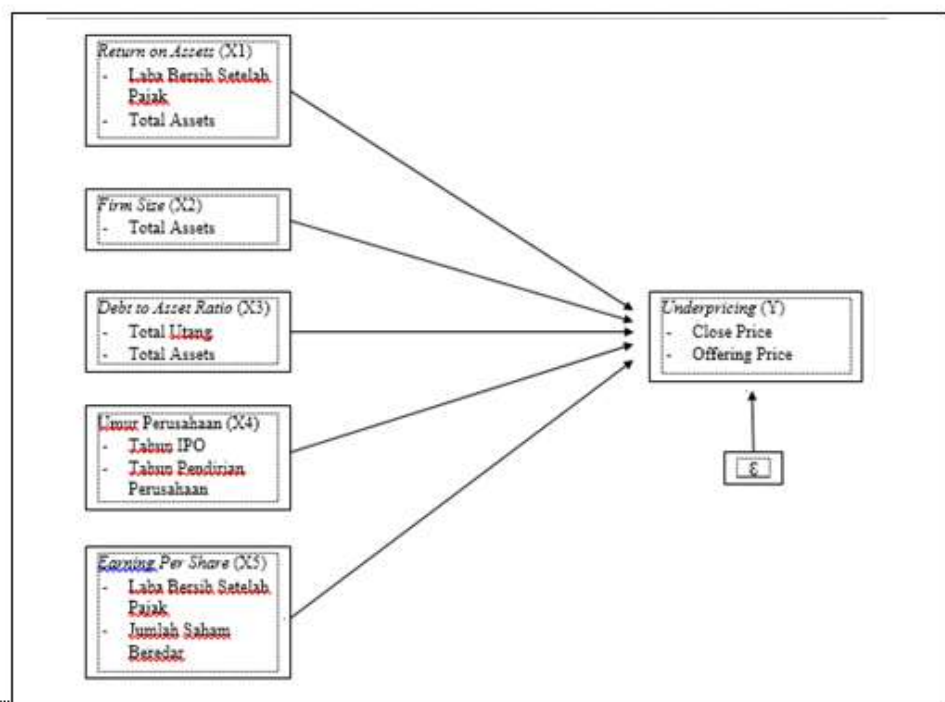 Return on Assets (X1)
- Laba Bersih Setelah
Pajak
- Total Assets
Firm Size (X2)
- Total Assets
Debt to Asset Ratio (X3)
- Total Utang
- Total Assets
Umur Perusahaan (X4)
- Tahun IPO
- Tahun Pendirian
Perusahaan
Earning Per Share (X5)
- Laba Bersih Setelah
Pajak
- Jumlah Saham
Beredar
Underpricing (Y)
- Close Price
- Offering Price
Ɛ